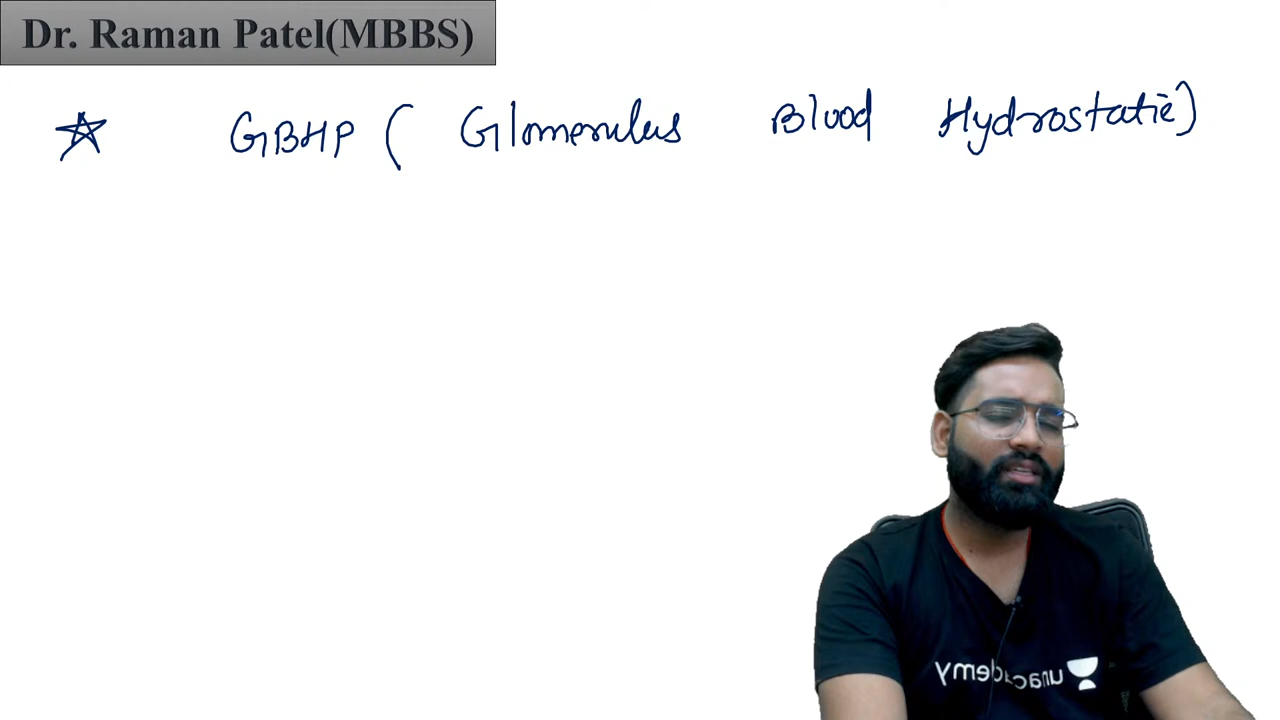 Dr. Raman Patel(MBBS)
☆ GBHP ( Glomerulus Blood Hydrostatic)
unacademy